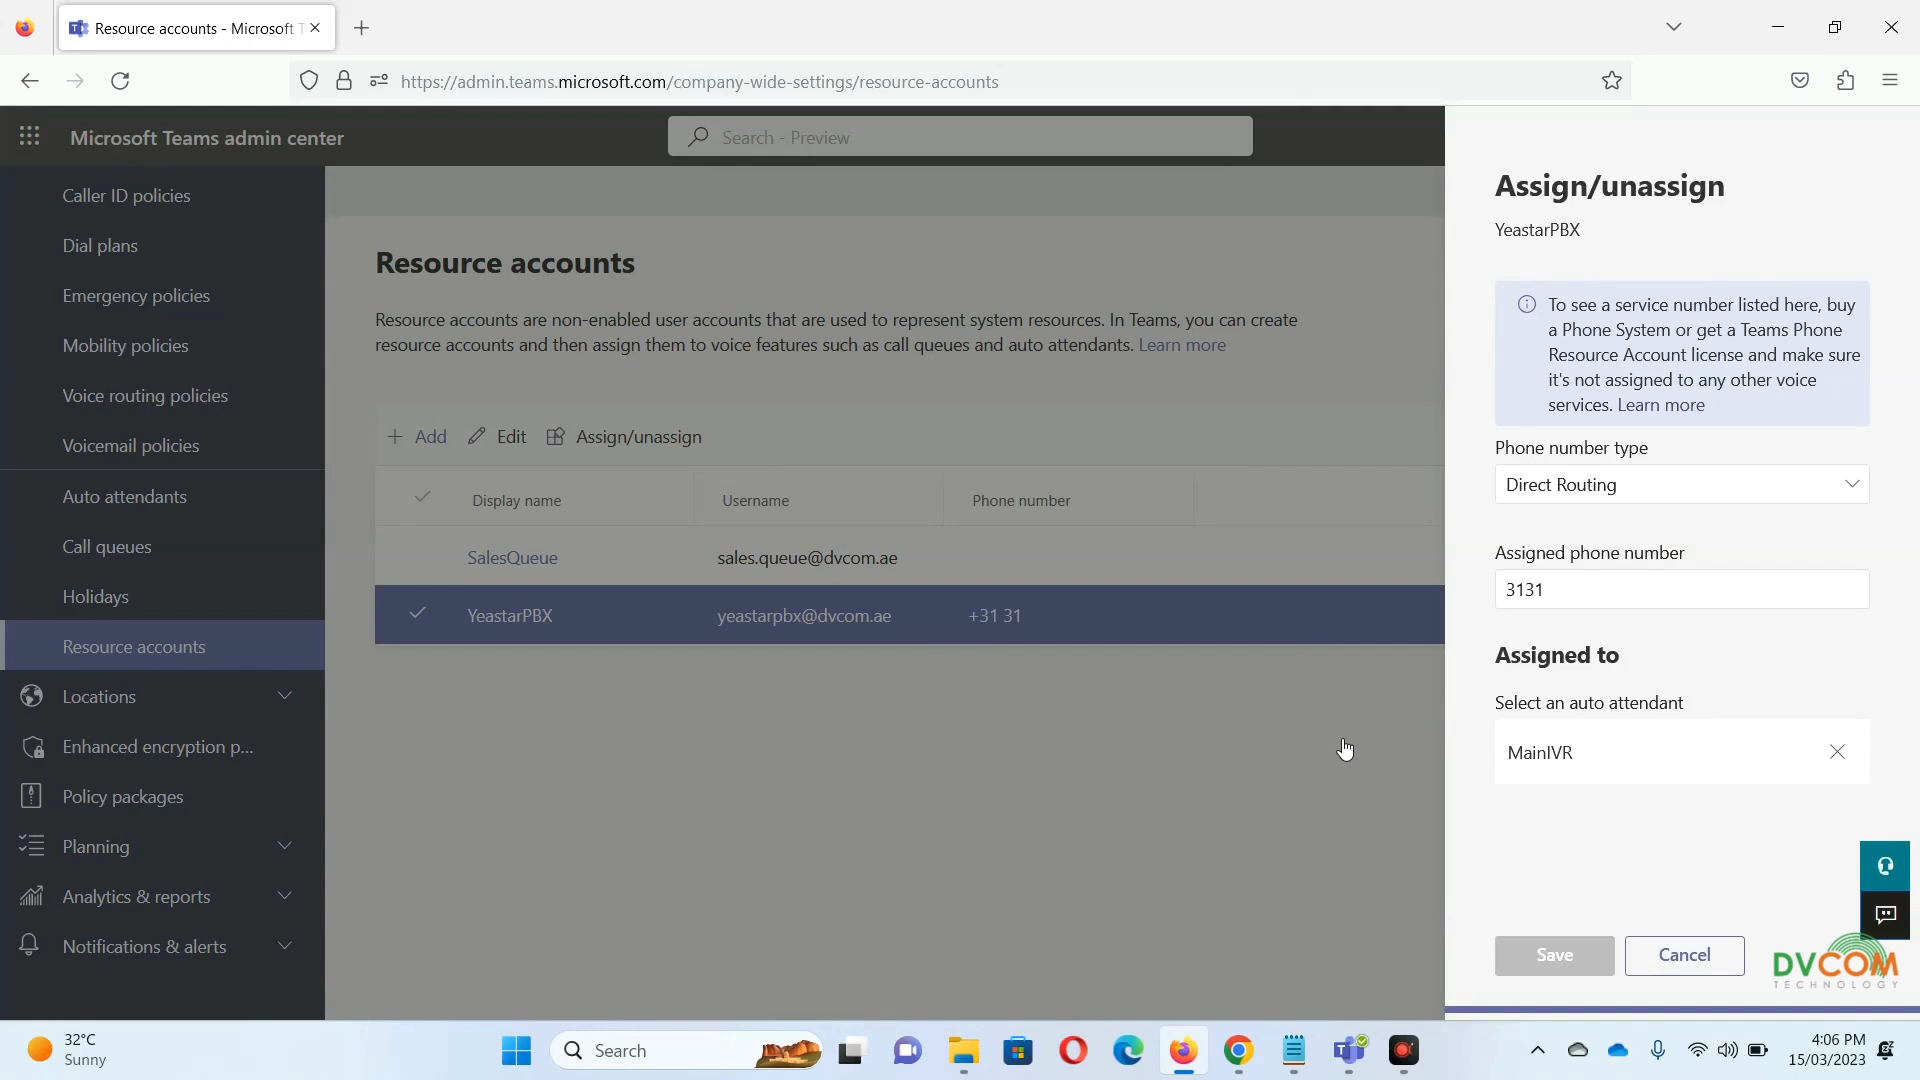 Resource accounts - Microsoft T
https://admin.teams.microsoft.com/company-wide-settings/resource-accounts
Microsoft Teams admin center
Search - Preview
Caller ID policies
Dial plans
Emergency policies
Mobility policies
Voice routing policies
Voicemail policies
Auto attendants
Call queues
Holidays
Resource accounts
Locations
Enhanced encryption p...
Policy packages
Planning
Analytics & reports
Notifications & alerts
Resource accounts
Resource accounts are non-enabled user accounts that are used to represent system resources. In Teams, you can create
resource accounts and then assign them to voice features such as call queues and auto attendants. Learn more
Add Edit Assign/unassign
Display name Username Phone number
SalesQueue sales.queue@dvcom.ae
YeastarPBX yeastarpbx@dvcom.ae +31 31
Assign/unassign
YeastarPBX
To see a service number listed here, buy
a Phone System or get a Teams Phone
Resource Account license and make sure
it's not assigned to any other voice
services. Learn more
Phone number type
Direct Routing
Assigned phone number
3131
Assigned to
Select an auto attendant
MainIVR
Save Cancel
DVCOM
TECHNOLOGY
32°C
Sunny
Search
4:06 PM
15/03/2023